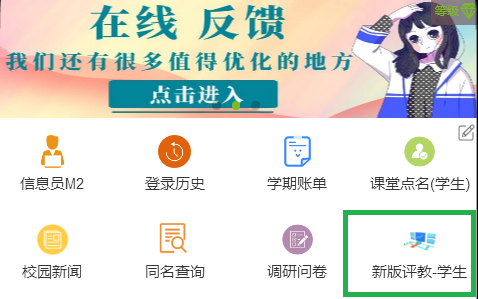 等级
在线 反馈
我们还有很多值得优化的地方
点击进入
信息员M2
登录历史
学期账单
课堂点名(学生)
校园新闻
同名查询
调研问卷
新版评教-学生